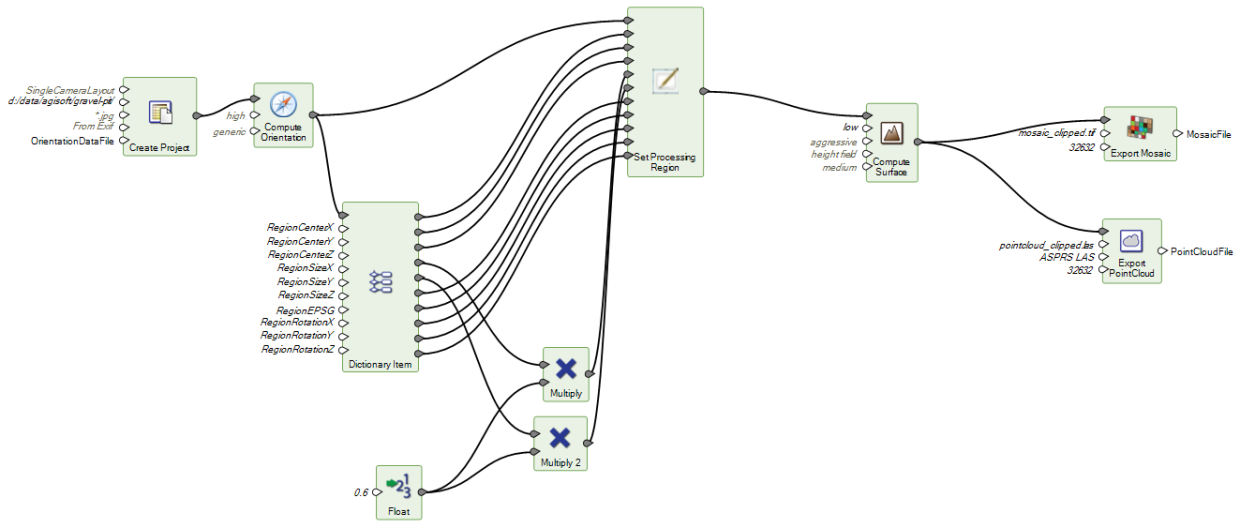 SingleCameraLayout
d:/data/agisoft/gravel-pit/
*.jpg
From Exif
OrientationDataFile
Create Project
high
generic
Compute
Orientation
RegionCenterX
RegionCenterY
RegionCenterZ
RegionSizeX
RegionSizeY
RegionSizeZ
RegionEPSG
RegionRotationX
RegionRotationY
RegionRotationZ
Dictionary Item
0.6
Float
Multiply
Multiply 2
Set Processing
Region
low
aggressive
height field
medium
Compute
Surface
mosaic_clipped.tif
32632
Export Mosaic
MosaicFile
pointcloud_clipped.las
ASPRS LAS
32632
Export
PointCloud
PointCloudFile